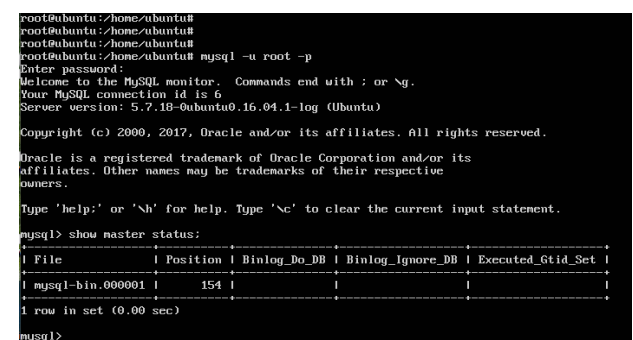 root@ubuntu:/home/ubuntu#
root@ubuntu:/home/ubuntu#
root@ubuntu:/home/ubuntu#
root@ubuntu:/home/ubuntu# mysql -u root -p
Enter password:
Welcome to the MySQL monitor.  Commands end with ; or \g.
Your MySQL connection id is 6
Server version: 5.7.18-0ubuntu0.16.04.1-log (Ubuntu)
Copyright (c) 2000, 2017, Oracle and/or its affiliates. All rights reserved.
Oracle is a registered trademark of Oracle Corporation and/or its
affiliates. Other names may be trademarks of their respective
owners.
Type 'help;' or '\h' for help. Type '\c' to clear the current input statement.
mysql> show master status;
+------------------+----------+--------------+------------------+-------------------+
| File             | Position | Binlog_Do_DB | Binlog_Ignore_DB | Executed_Gtid_Set |
+------------------+----------+--------------+------------------+-------------------+
| mysql-bin.000001 |      154 |              |                  |                   |
+------------------+----------+--------------+------------------+-------------------+
1 row in set (0.00 sec)
mysql>